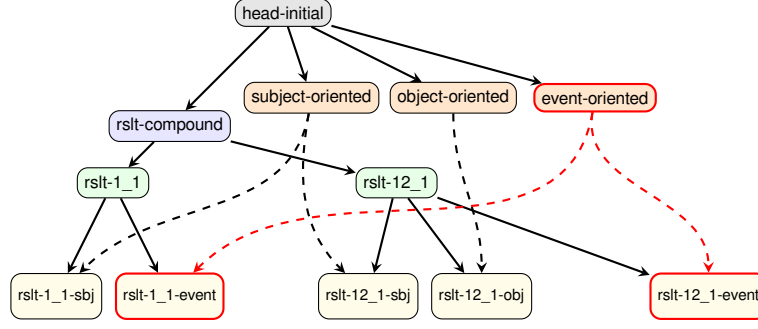 head-initial
subject-oriented
object-oriented
event-oriented
rslt-compound
rslt-1_1
rslt-12_1
rslt-1_1-sbj
rslt-1_1-event
rslt-12_1-sbj
rslt-12_1-obj
rslt-12_1-event